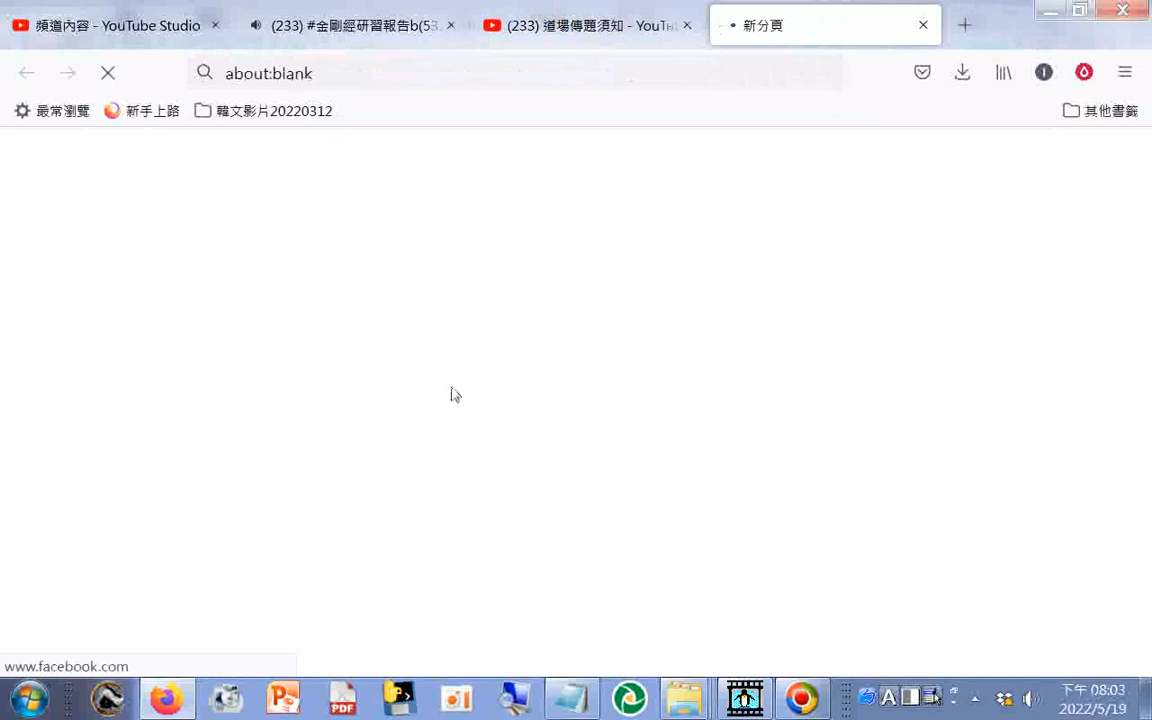 頻道內容 - YouTube Studio
(233) #金剛經研習報告b(53.
(233) 道場傳題須知 - YouTu
新分頁
about:blank
最常瀏覽
新手上路
韓文影片20220312
其他書籤
www.facebook.com
PDF
A
下午 08:03
2022/5/19